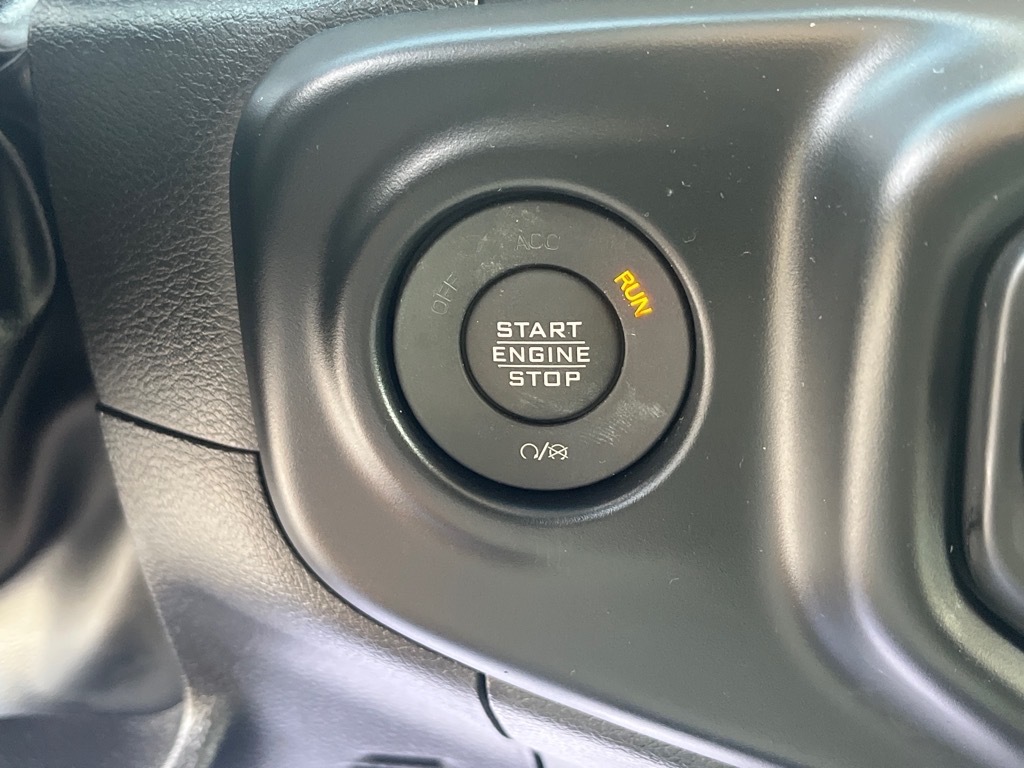 ACC
OFF
RUN
START
ENGINE
STOP